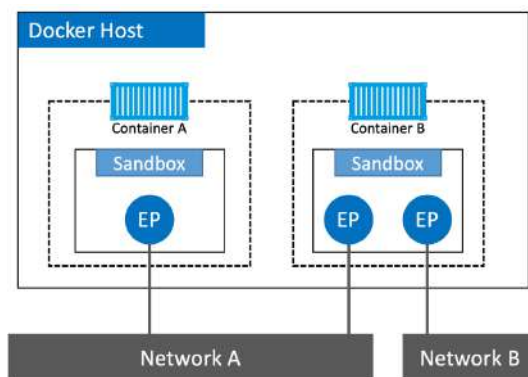 Docker Host
Container A
Container B
Sandbox
Sandbox
EP
EP
EP
Network A
Network B